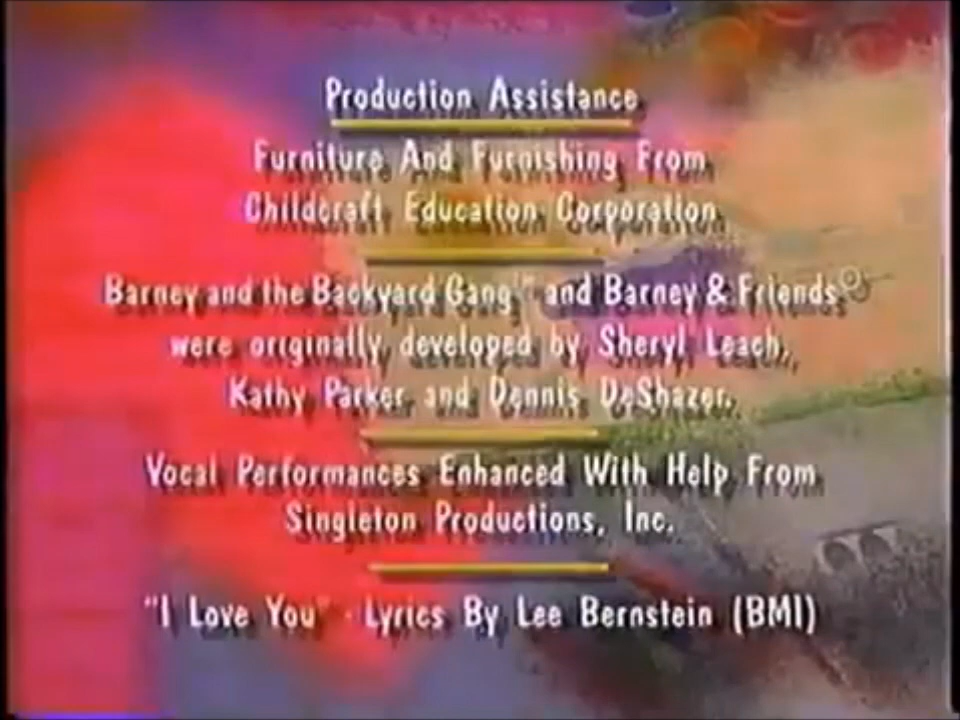 Production Assistance
Furniture And Furnishing From
Childcraft Education Corporation
Barney and the Backyard Gang™ and Barney & Friends®
were originally developed by Sheryl Leach,
Kathy Parker and Dennis DeShazer.
Vocal Performances Enhanced With Help From
Singleton Productions, Inc.
"I Love You" - Lyrics By Lee Bernstein (BMI)